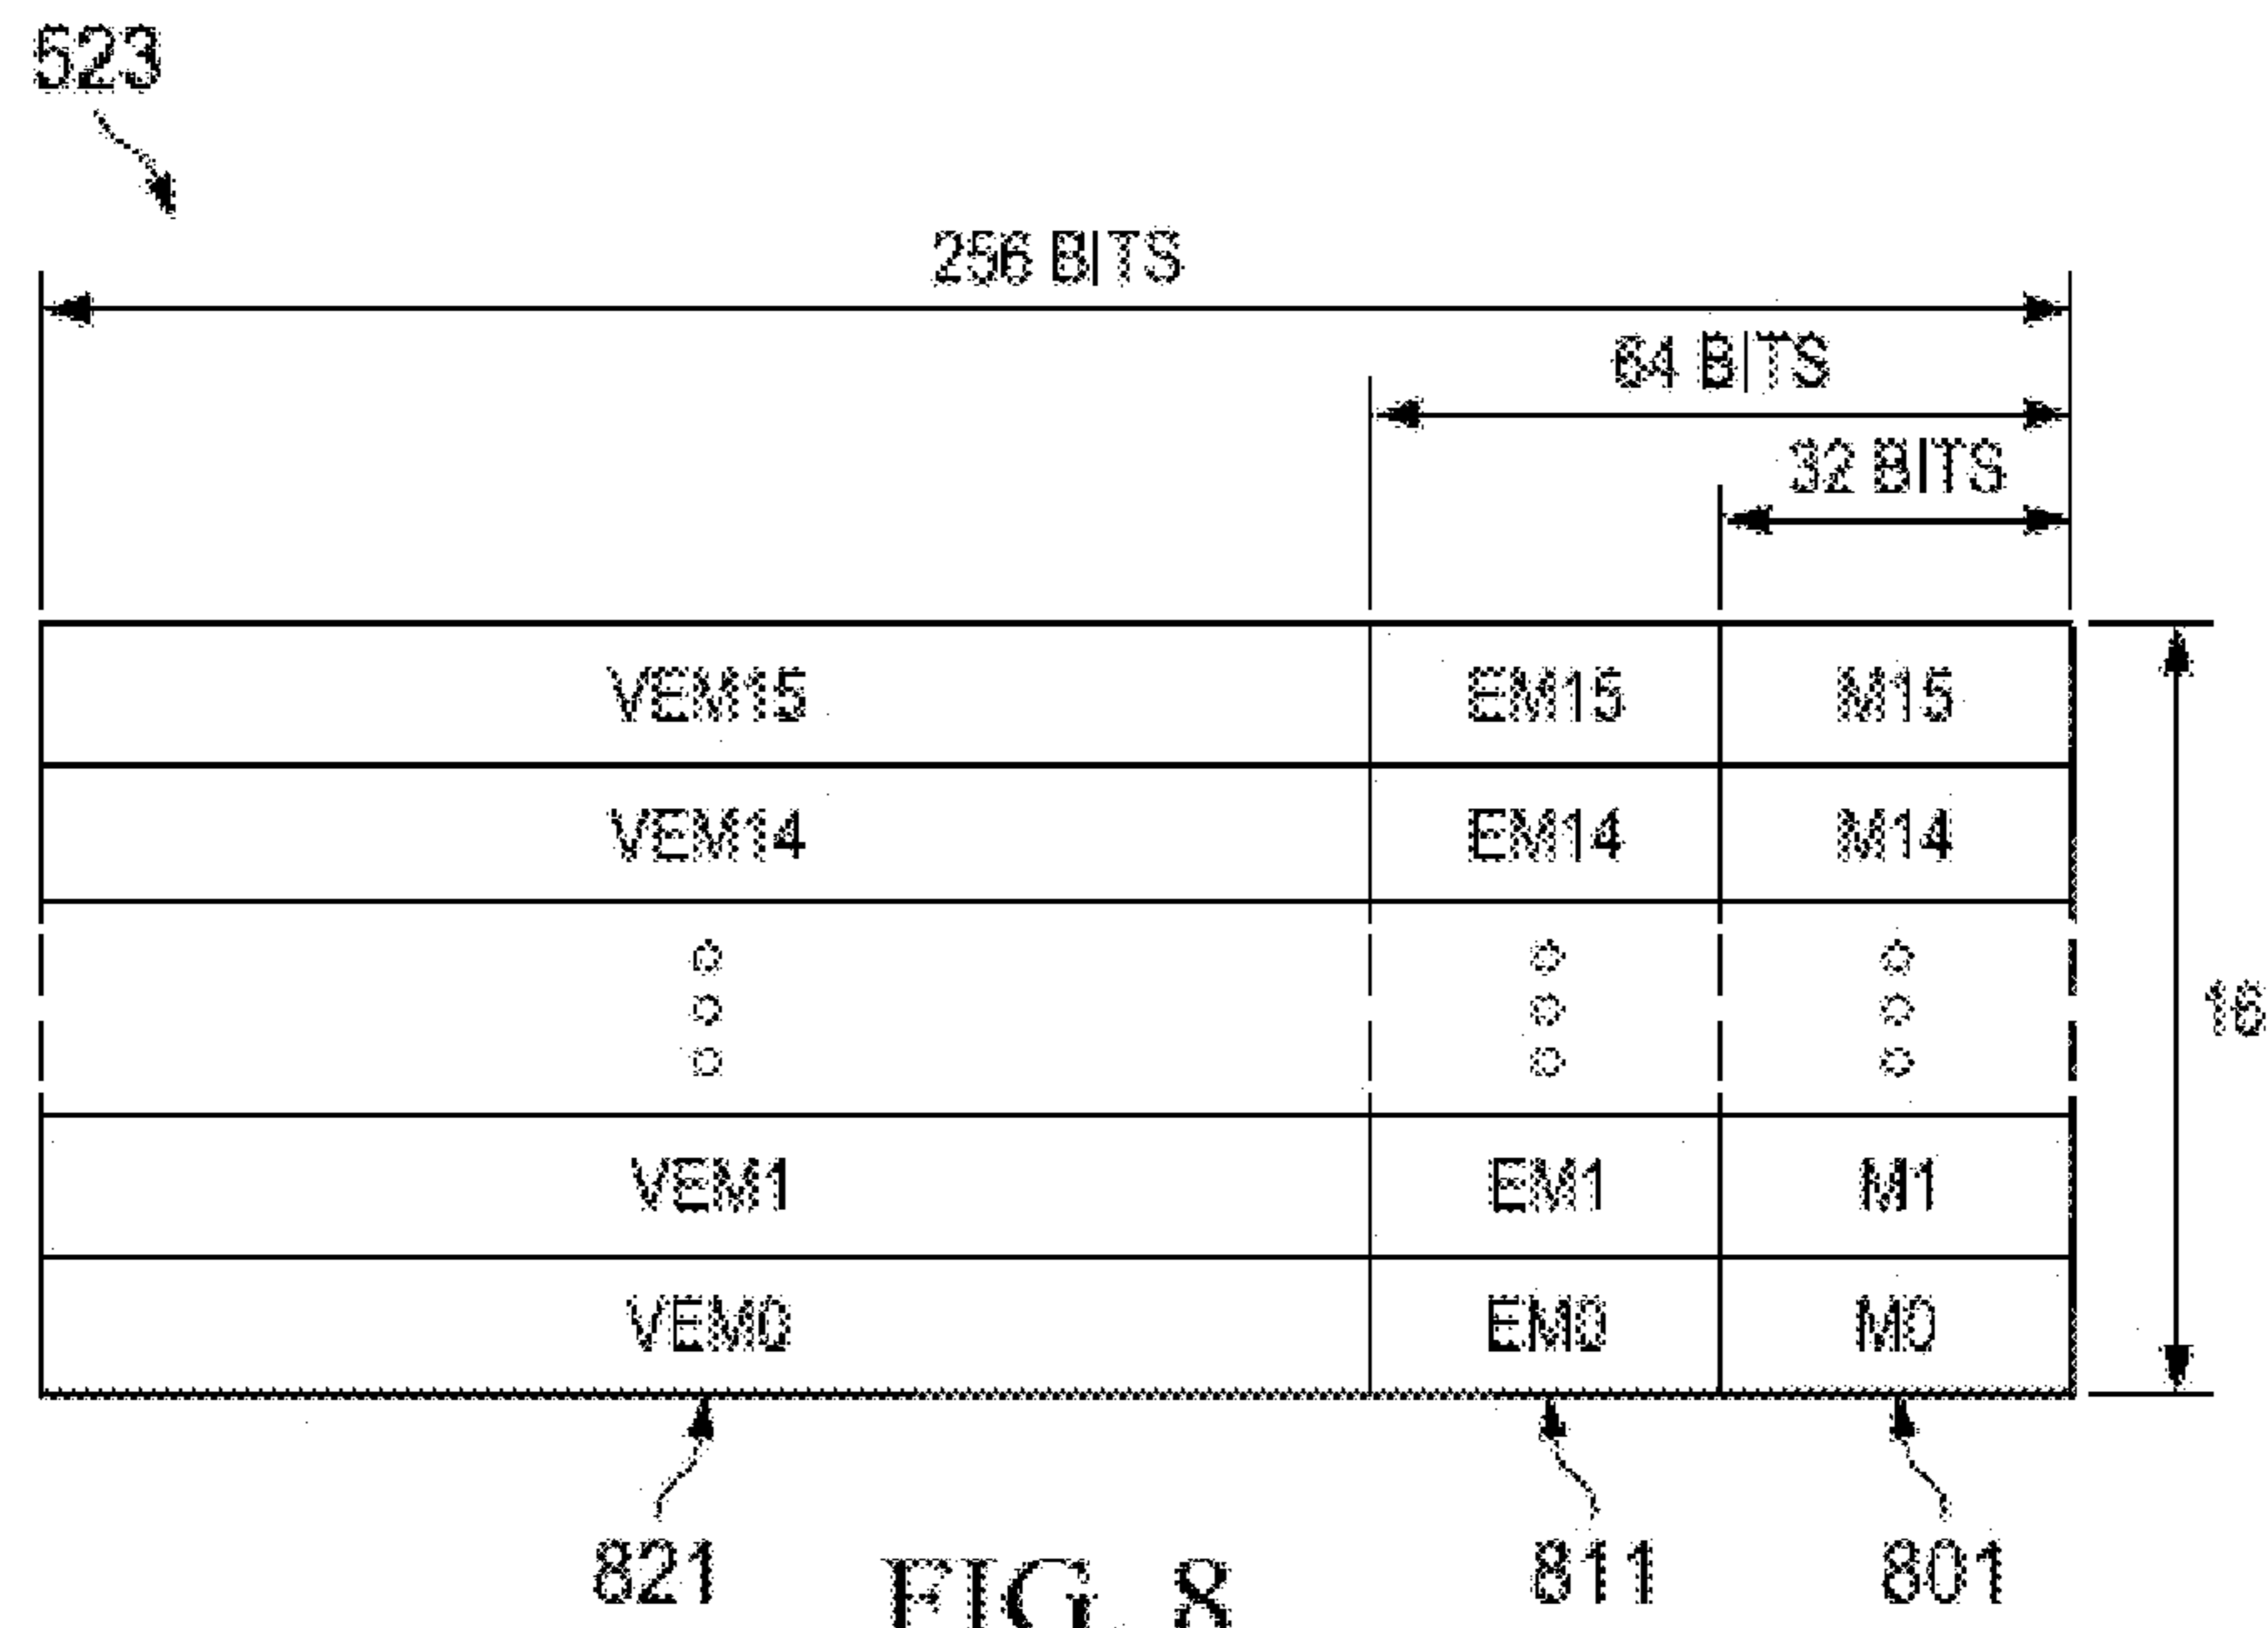 523
256 BITS
64 BITS
32 BITS
VEM15 EM15 M15
VEM14 EM14 M14
16
VEM1 EM1 M1
VEM0 EM0 M0
821 811 801
FIG. 8